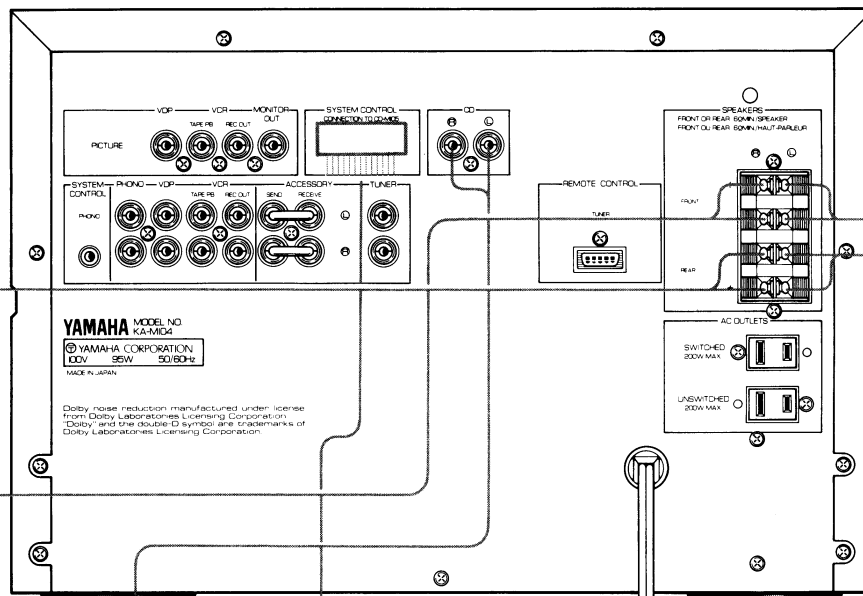 VDP VCR MONITOR OUT
TAPE PB REC OUT
PICTURE
SYSTEM CONTROL
CONNECTION TO CD-M105
CD
R L
SPEAKERS
FRONT OR REAR 6ΩMIN./SPEAKER
FRONT OU REAR 6ΩMIN./HAUT-PARLEUR
R L
FRONT
REAR
SYSTEM CONTROL
PHONO
PHONO VDP VCR ACCESSORY TUNER
TAPE PB REC OUT SEND RECEIVE
L
R
REMOTE CONTROL
TUNER
YAMAHA MODEL NO. KA-M104
YAMAHA CORPORATION
100V 95W 50/60Hz
MADE IN JAPAN
AC OUTLETS
SWITCHED
200W MAX.
UNSWITCHED
200W MAX.
Dolby noise reduction manufactured under license
from Dolby Laboratories Licensing Corporation.
"Dolby" and the double-D symbol are trademarks of
Dolby Laboratories Licensing Corporation.